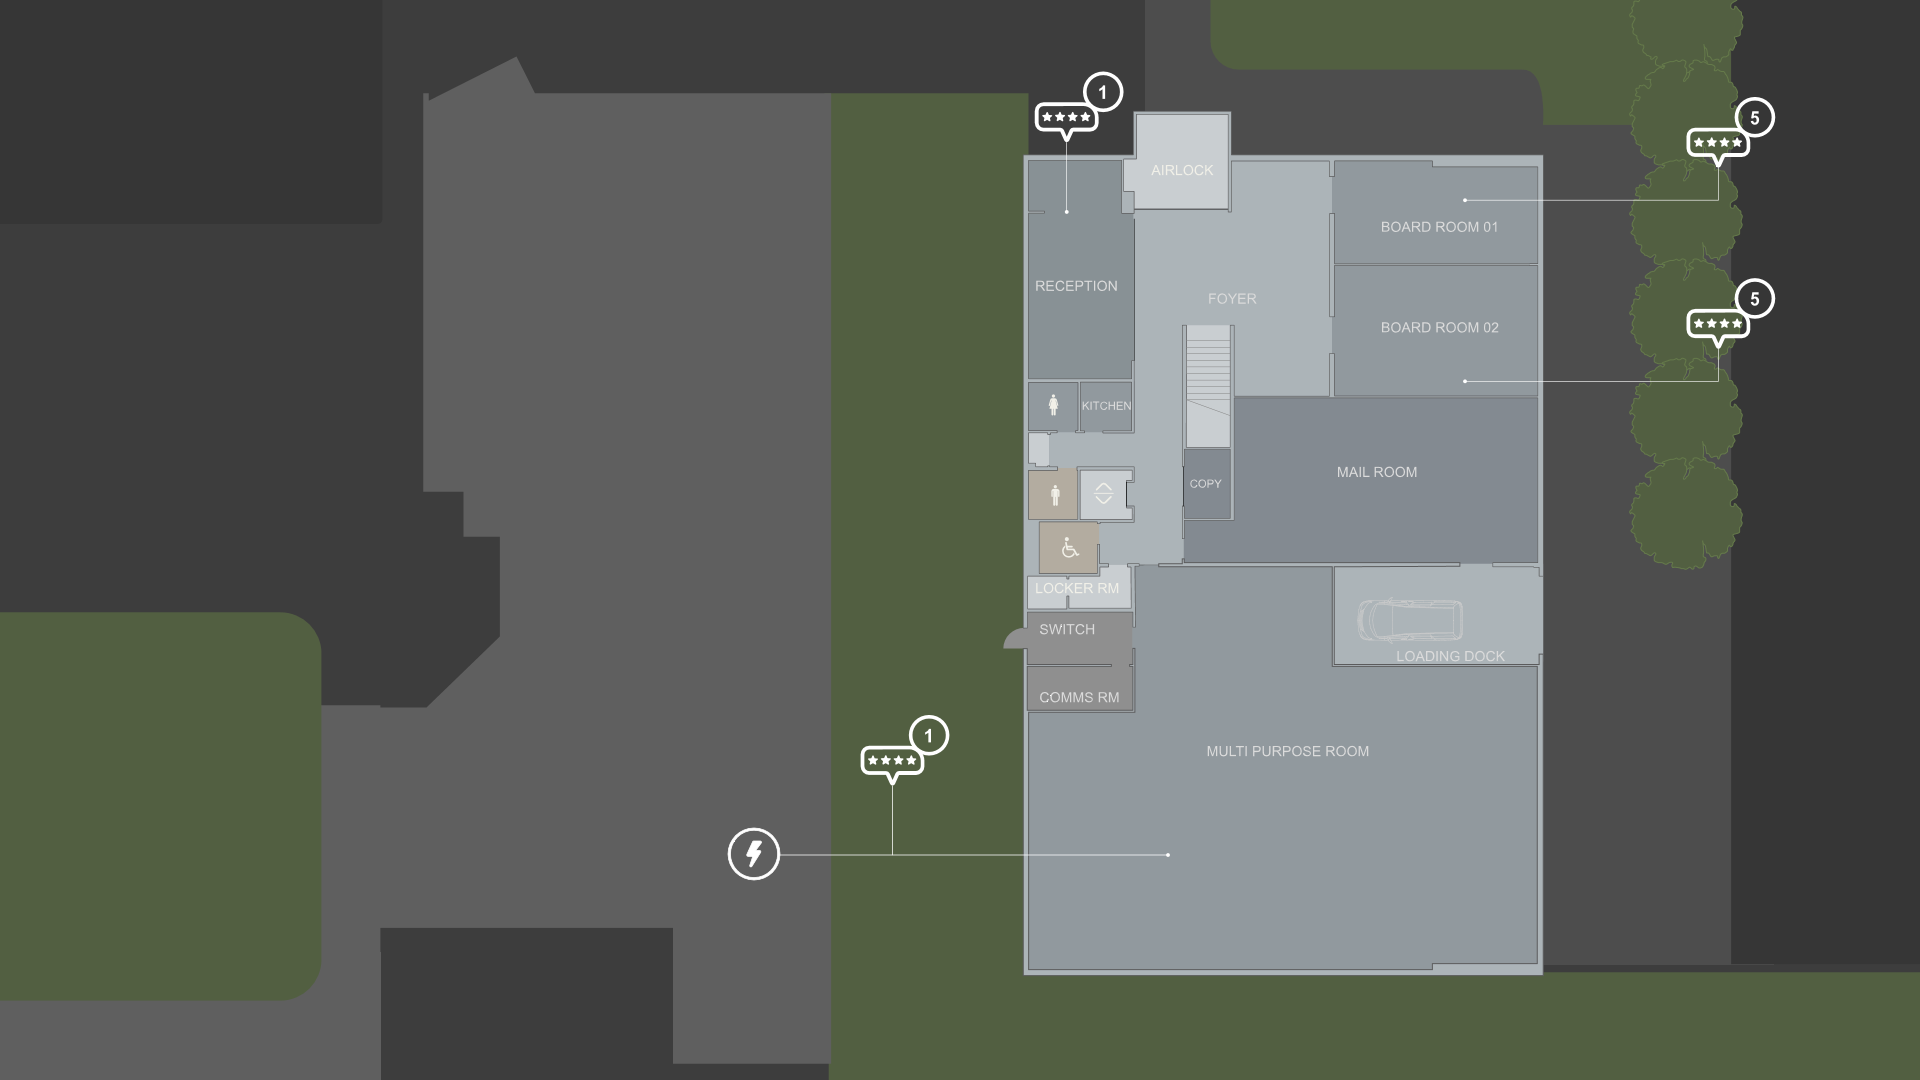 1
5
AIRLOCK
BOARD ROOM 01
RECEPTION
FOYER
5
BOARD ROOM 02
KITCHEN
MAIL ROOM
COPY
LOCKER RM
SWITCH
LOADING DOCK
COMMS RM
1
MULTI PURPOSE ROOM